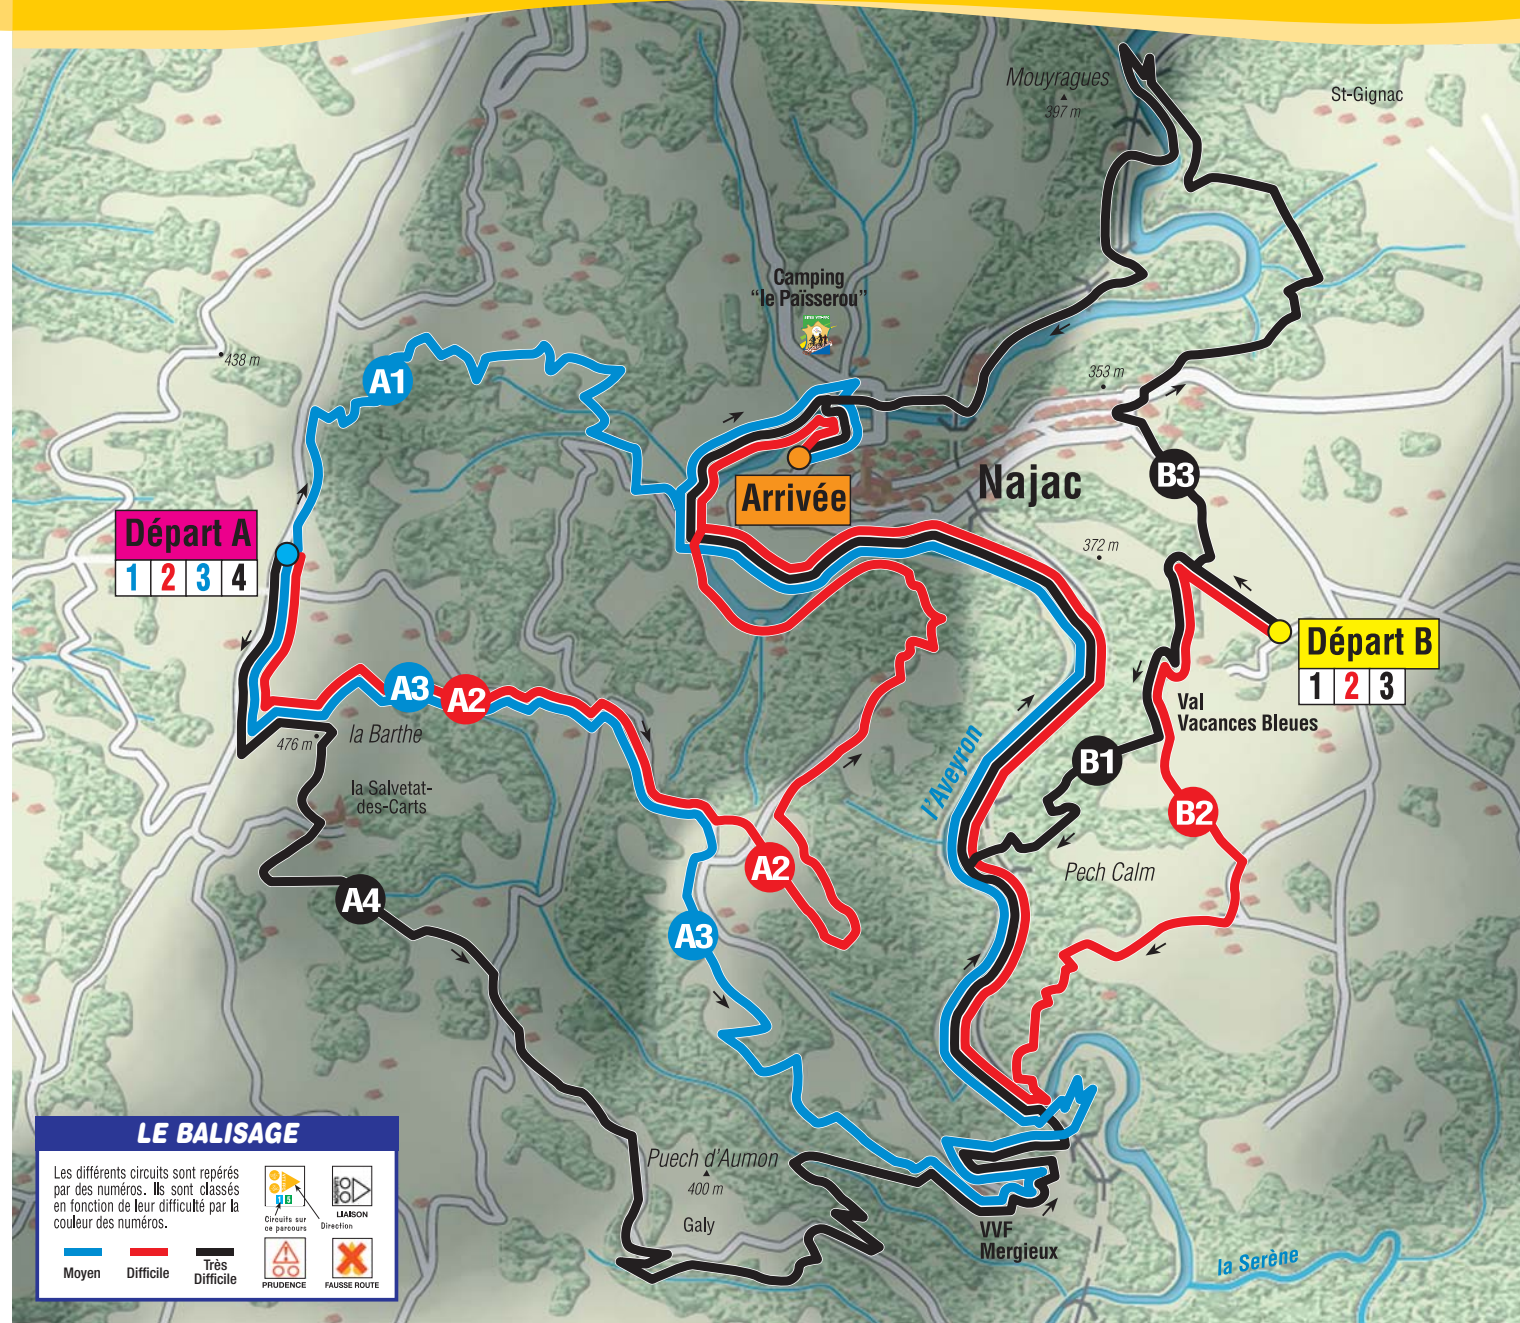 Mouyragues
397 m
St-Gignac
Camping
“le Païsserou”
438 m
A1
353 m
Najac
B3
Arrivée
Départ A
1 2 3 4
372 m
Départ B
1 2 3
A3
A2
Val
Vacances Bleues
la Barthe
476 m
l'Aveyron
B1
la Salvetat-
des-Carts
B2
A2
Pech Calm
A4
A3
LE BALISAGE
Les différents circuits sont repérés
par des numéros. Ils sont classés
en fonction de leur difficulté par la
couleur des numéros.
Circuits sur
ce parcours
Direction
LIAISON
Moyen
Difficile
Très
Difficile
PRUDENCE
FAUSSE ROUTE
Puech d'Aumon
400 m
Galy
VVF
Mergieux
la Serène